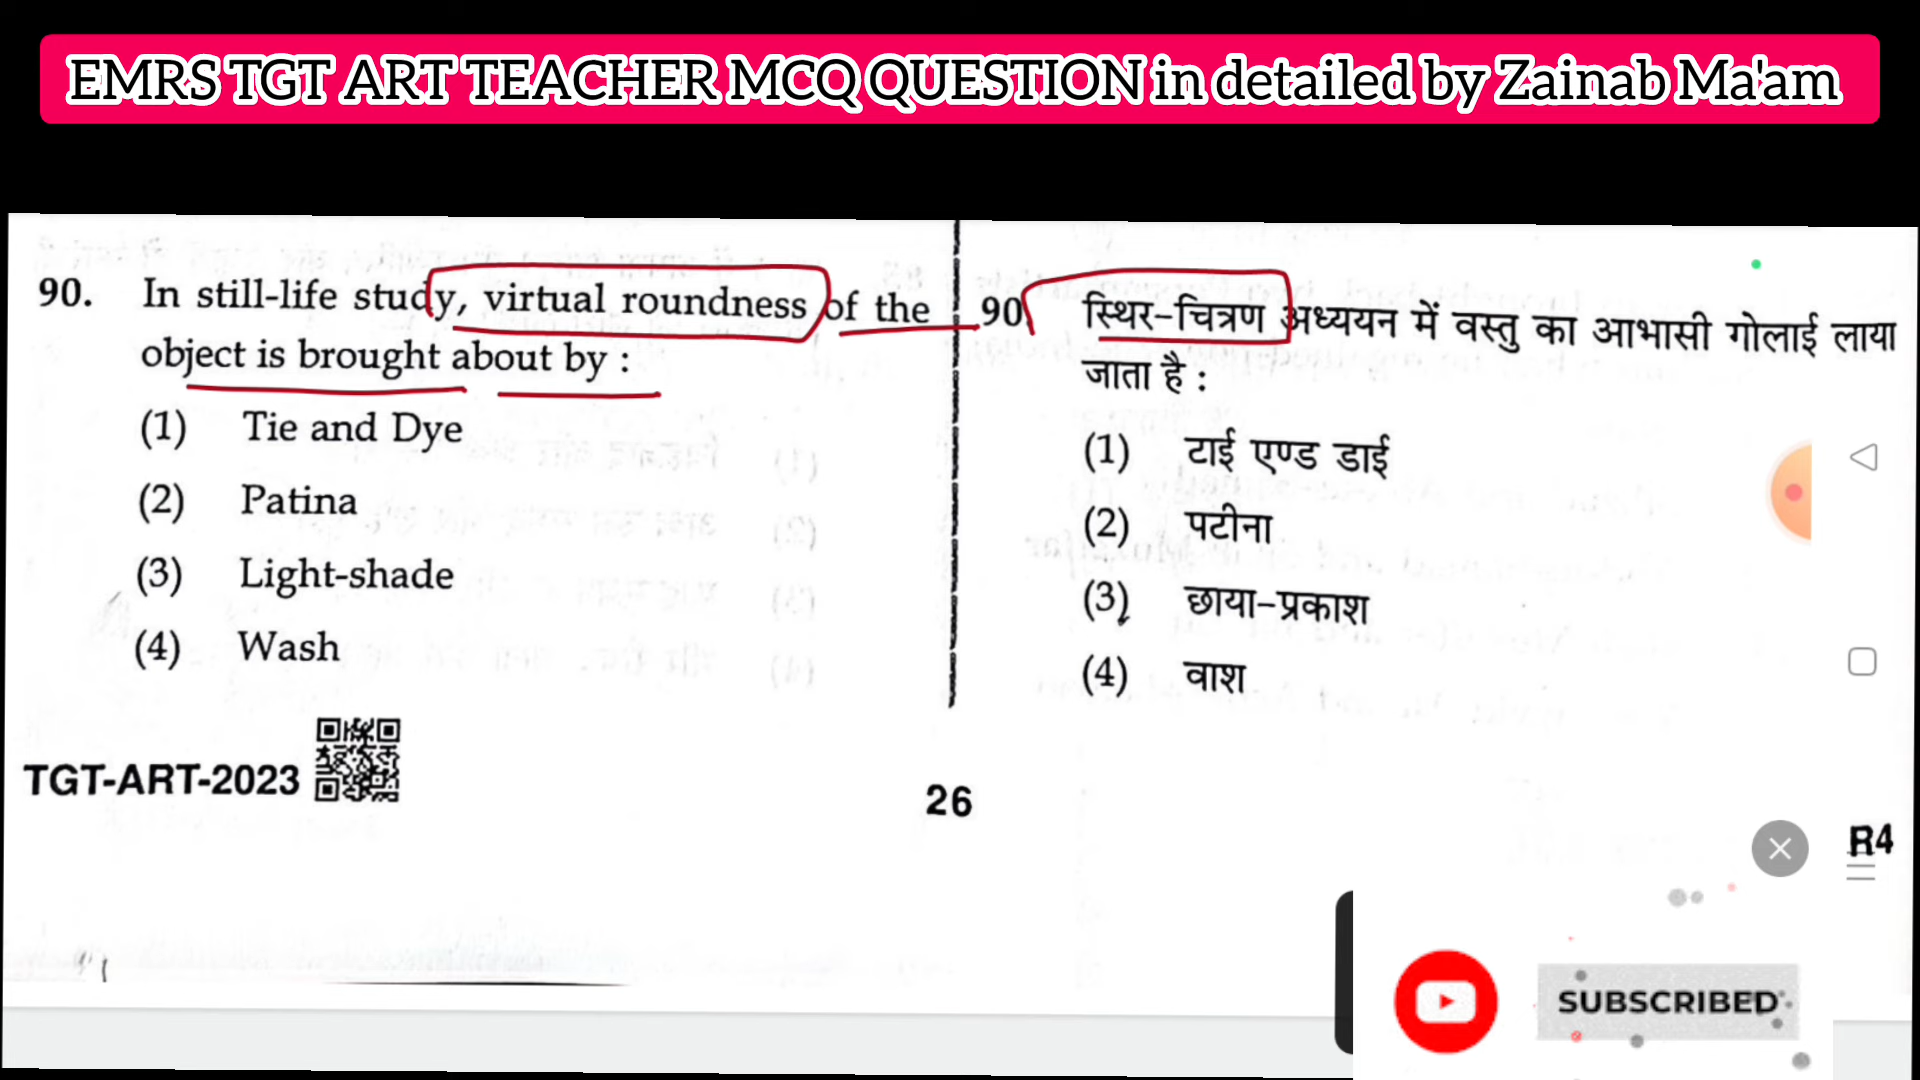 EMRS TGT ART TEACHER MCQ QUESTION in detailed by Zainab Ma'am
90. In still-life study, virtual roundness of the
object is brought about by :
(1) Tie and Dye
(2) Patina
(3) Light-shade
(4) Wash
90. स्थिर-चित्रण अध्ययन में वस्तु का आभासी गोलाई लाया
जाता है :
(1) टाई एण्ड डाई
(2) पटीना
(3) छाया-प्रकाश
(4) वाश
TGT-ART-2023
26
R4
SUBSCRIBED